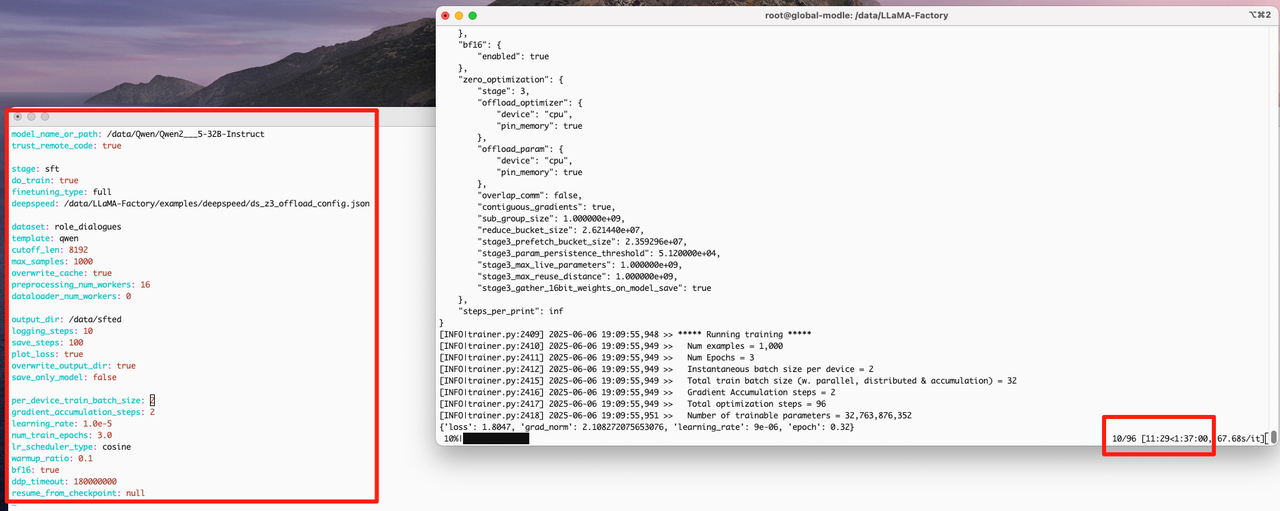 root@global-modle: /data/LLaMA-Factory
⌥⌘2
model_name_or_path: /data/Qwen/Qwen2___5-32B-Instruct
trust_remote_code: true
stage: sft
do_train: true
finetuning_type: full
deepspeed: /data/LLaMA-Factory/examples/deepspeed/ds_z3_offload_config.json
dataset: role_dialogues
template: qwen
cutoff_len: 8192
max_samples: 1000
overwrite_cache: true
preprocessing_num_workers: 16
dataloader_num_workers: 0
output_dir: /data/sfted
logging_steps: 10
save_steps: 100
plot_loss: true
overwrite_output_dir: true
save_only_model: false
per_device_train_batch_size: 2
gradient_accumulation_steps: 2
learning_rate: 1.0e-5
num_train_epochs: 3.0
lr_scheduler_type: cosine
warmup_ratio: 0.1
bf16: true
ddp_timeout: 180000000
resume_from_checkpoint: null
~
},
"bf16": {
"enabled": true
},
"zero_optimization": {
"stage": 3,
"offload_optimizer": {
"device": "cpu",
"pin_memory": true
},
"offload_param": {
"device": "cpu",
"pin_memory": true
},
"overlap_comm": false,
"contiguous_gradients": true,
"sub_group_size": 1.000000e+09,
"reduce_bucket_size": 2.621440e+07,
"stage3_prefetch_bucket_size": 2.359296e+07,
"stage3_param_persistence_threshold": 5.120000e+04,
"stage3_max_live_parameters": 1.000000e+09,
"stage3_max_reuse_distance": 1.000000e+09,
"stage3_gather_16bit_weights_on_model_save": true
},
"steps_per_print": inf
}
[INFO|trainer.py:2409] 2025-06-06 19:09:55,948 >> ***** Running training *****
[INFO|trainer.py:2410] 2025-06-06 19:09:55,949 >>   Num examples = 1,000
[INFO|trainer.py:2411] 2025-06-06 19:09:55,949 >>   Num Epochs = 3
[INFO|trainer.py:2412] 2025-06-06 19:09:55,949 >>   Instantaneous batch size per device = 2
[INFO|trainer.py:2415] 2025-06-06 19:09:55,949 >>   Total train batch size (w. parallel, distributed & accumulation) = 32
[INFO|trainer.py:2416] 2025-06-06 19:09:55,949 >>   Gradient Accumulation steps = 2
[INFO|trainer.py:2417] 2025-06-06 19:09:55,949 >>   Total optimization steps = 96
[INFO|trainer.py:2418] 2025-06-06 19:09:55,951 >>   Number of trainable parameters = 32,763,876,352
{'loss': 1.8047, 'grad_norm': 2.108272075653076, 'learning_rate': 9e-06, 'epoch': 0.32}
10%| 10/96 [11:29<1:37:00, 67.68s/it]